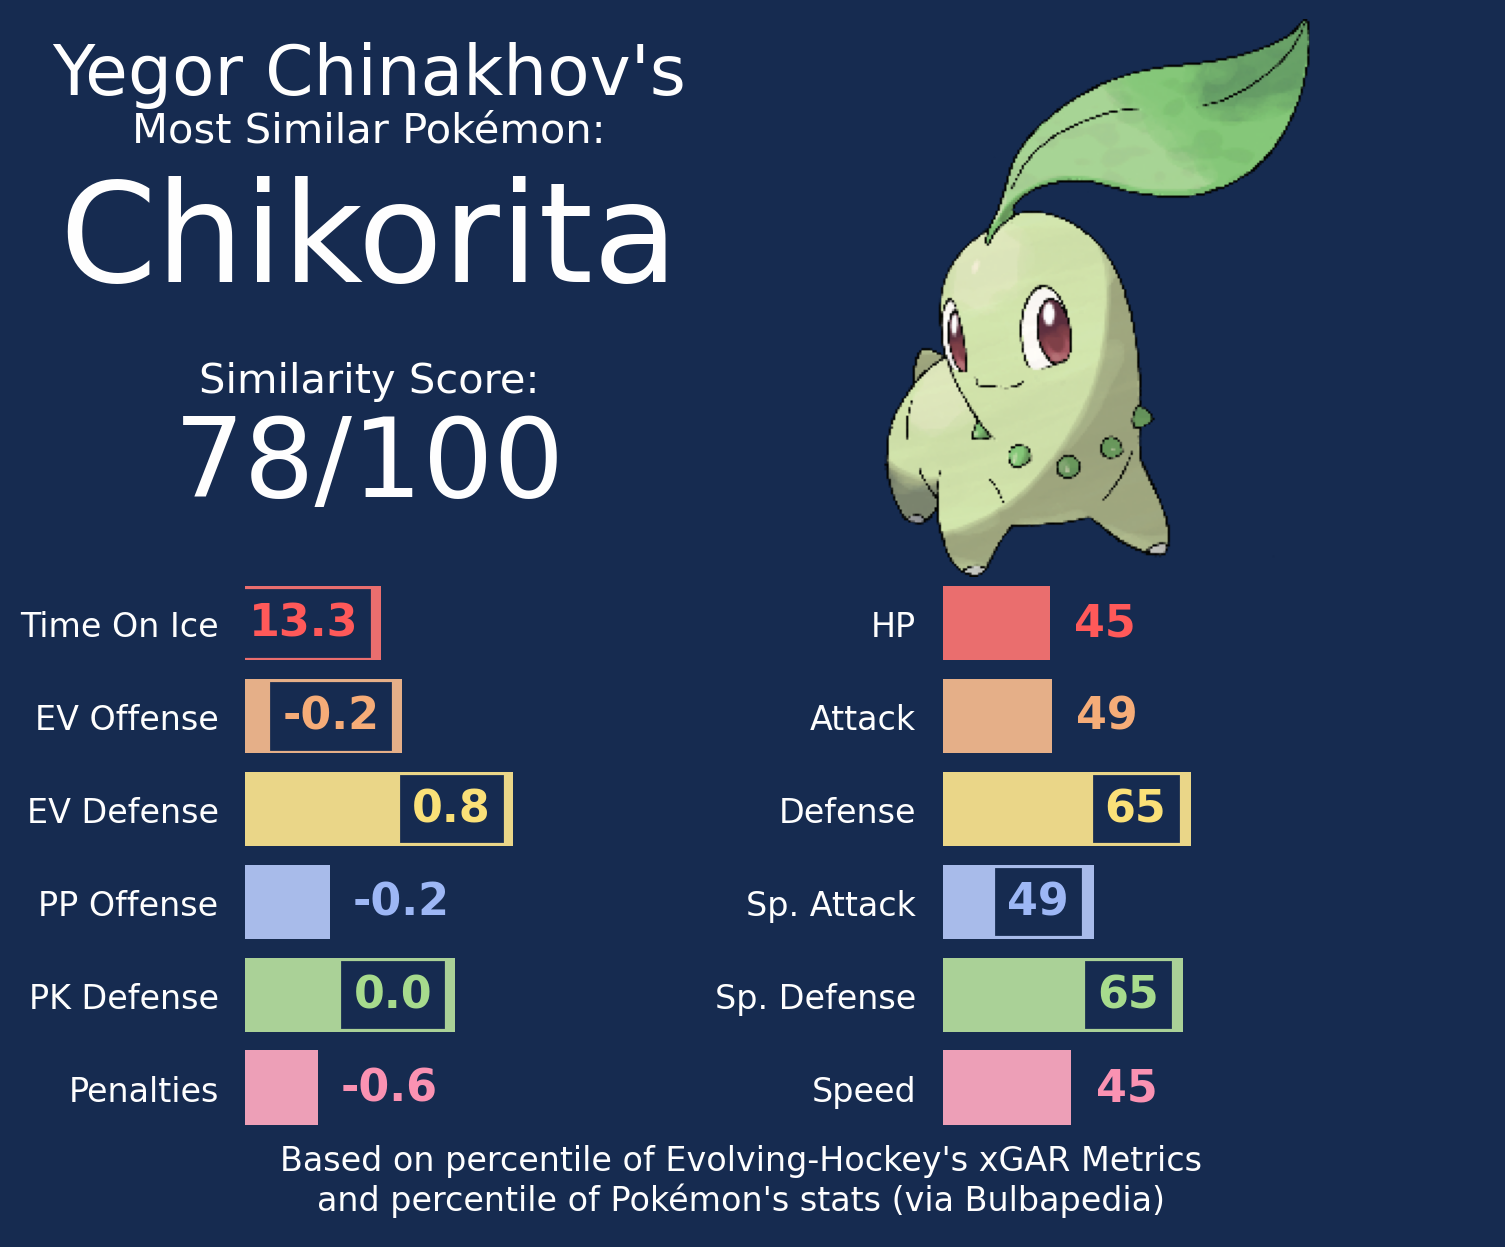 Yegor Chinakhov's
Most Similar Pokémon:
Chikorita
Similarity Score:
78/100
Time On Ice 13.3
EV Offense -0.2
EV Defense 0.8
PP Offense -0.2
PK Defense 0.0
Penalties -0.6
HP 45
Attack 49
Defense 65
Sp. Attack 49
Sp. Defense 65
Speed 45
Based on percentile of Evolving-Hockey's xGAR Metrics
and percentile of Pokémon's stats (via Bulbapedia)